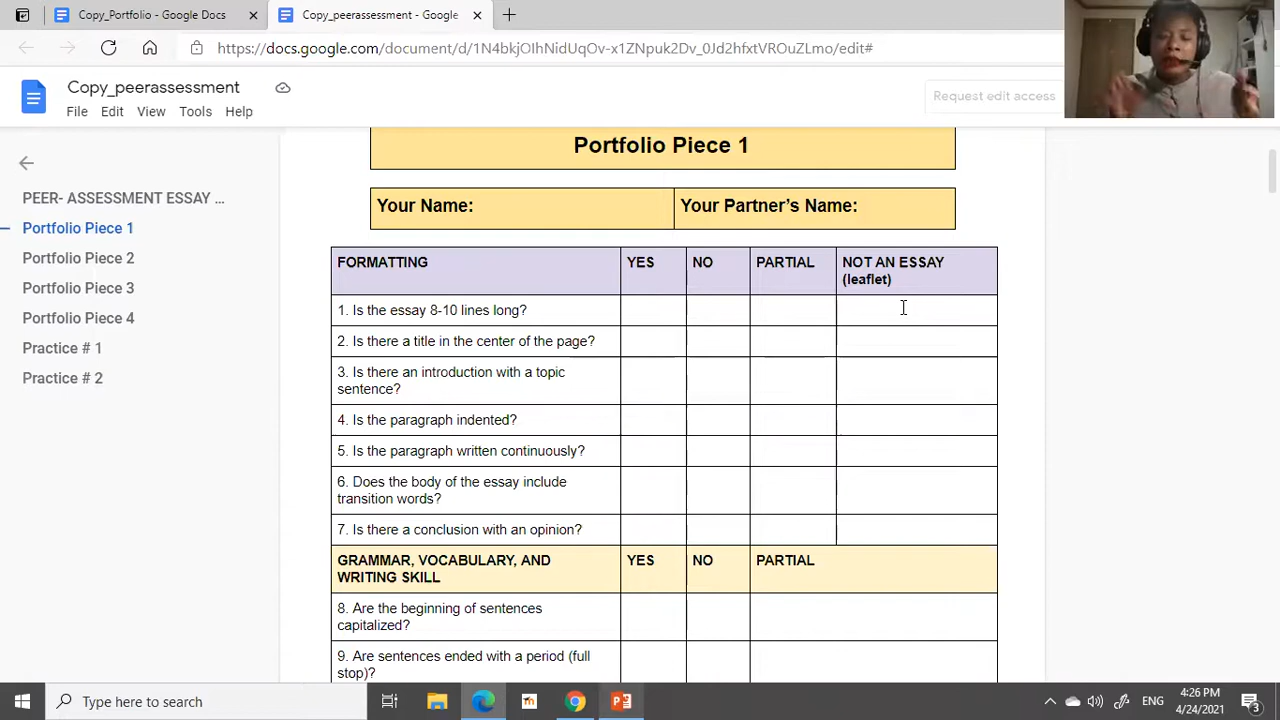 Copy_Portfolio - Google Docs
Copy_peerassessment - Google
https://docs.google.com/document/d/1N4bkjOIhNidUqOv-x1ZNpuk2Dv_0Jd2hfxtVROuZLmo/edit#
Copy_peerassessment
File Edit View Tools Help
Request edit access
PEER- ASSESSMENT ESSAY ...
Portfolio Piece 1
Portfolio Piece 2
Portfolio Piece 3
Portfolio Piece 4
Practice # 1
Practice # 2
Portfolio Piece 1
Your Name: Your Partner's Name:
FORMATTING YES NO PARTIAL NOT AN ESSAY
(leaflet)
1. Is the essay 8-10 lines long?
2. Is there a title in the center of the page?
3. Is there an introduction with a topic
sentence?
4. Is the paragraph indented?
5. Is the paragraph written continuously?
6. Does the body of the essay include
transition words?
7. Is there a conclusion with an opinion?
GRAMMAR, VOCABULARY, AND YES NO PARTIAL
WRITING SKILL
8. Are the beginning of sentences
capitalized?
9. Are sentences ended with a period (full
stop)?
Type here to search
ENG
4:26 PM
4/24/2021
3